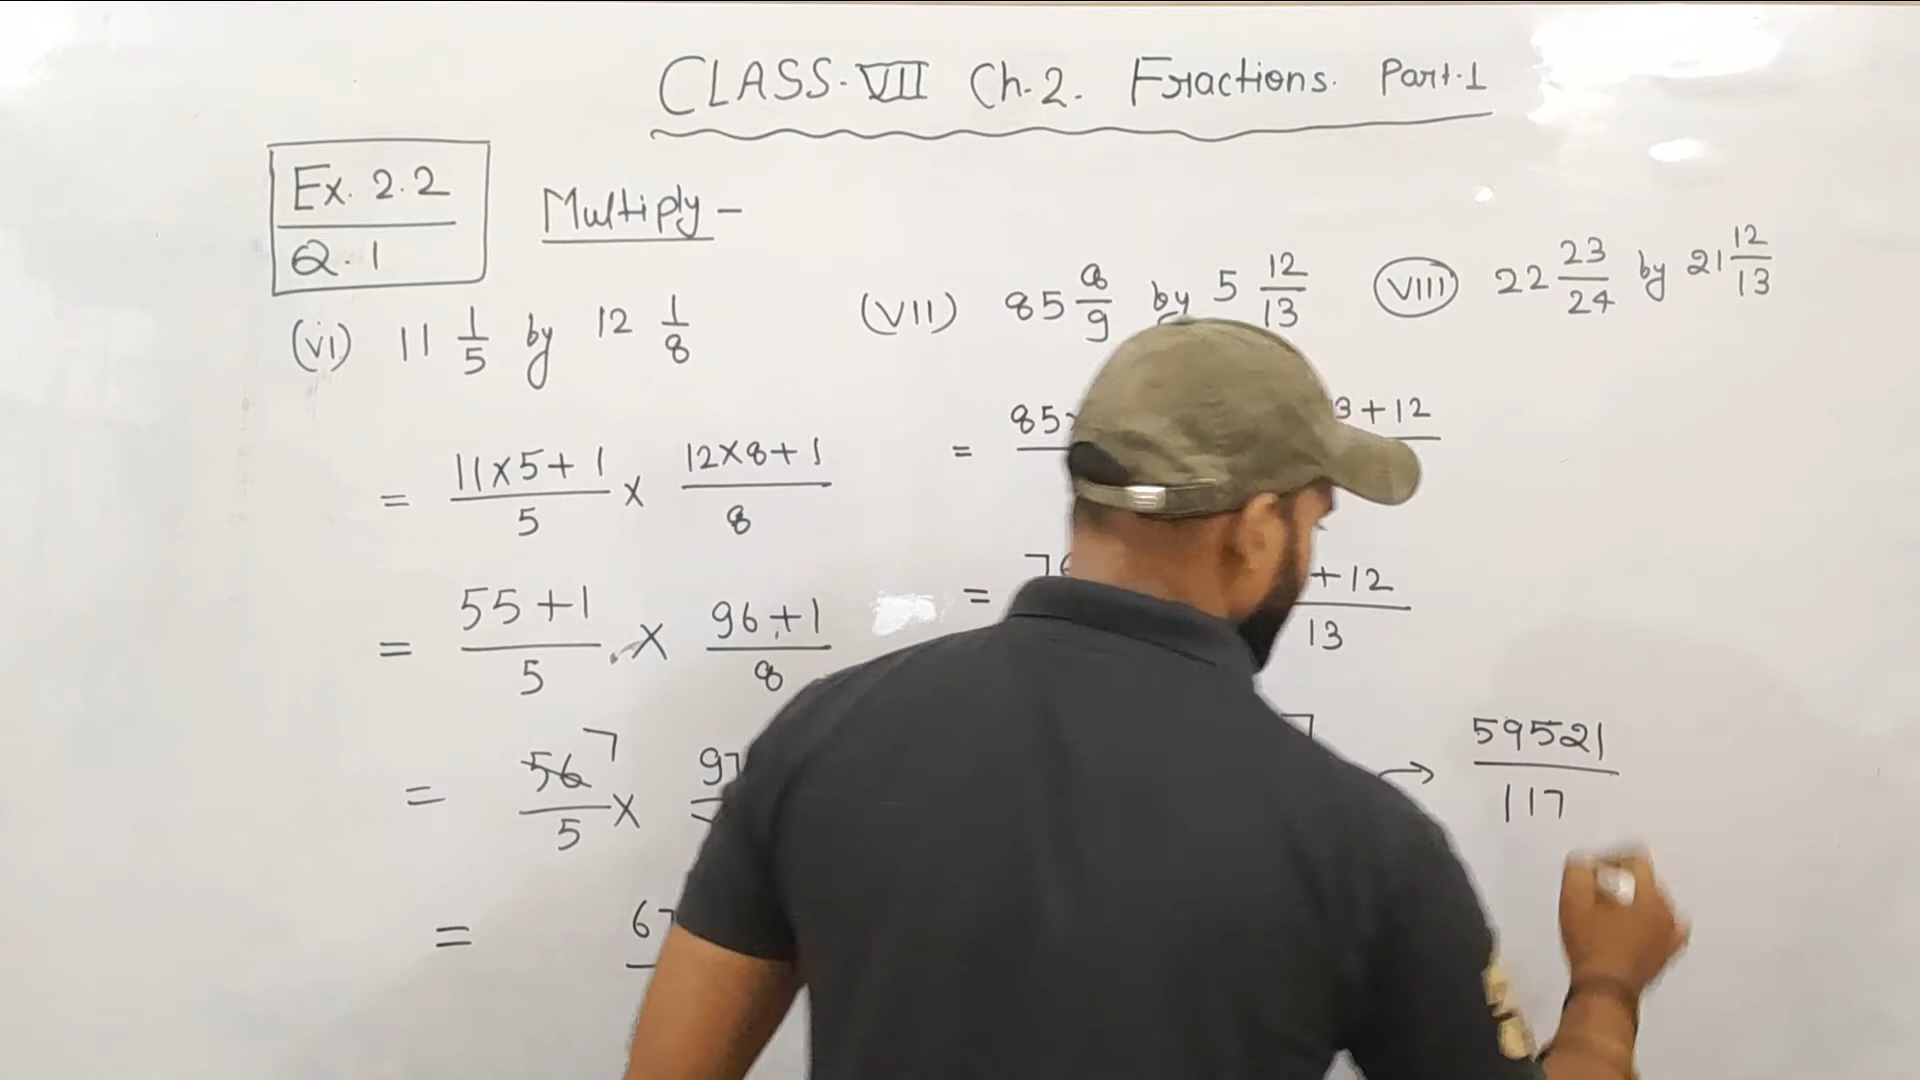 CLASS-VII Ch.2. Fractions. Part-1
Ex. 2.2
Q.1
Multiply -
(vi) 11 1/5 by 12 1/8
= 11×5+1/5 × 12×8+1/8
= 55+1/5 × 96+1/8
= 56 7/5 × 97
= 67
(VII) 85 8/9 by 5 12/13
= 85 3+12
= 76 +12/13
7 → 59521/117
VIII 22 23/24 by 21 12/13